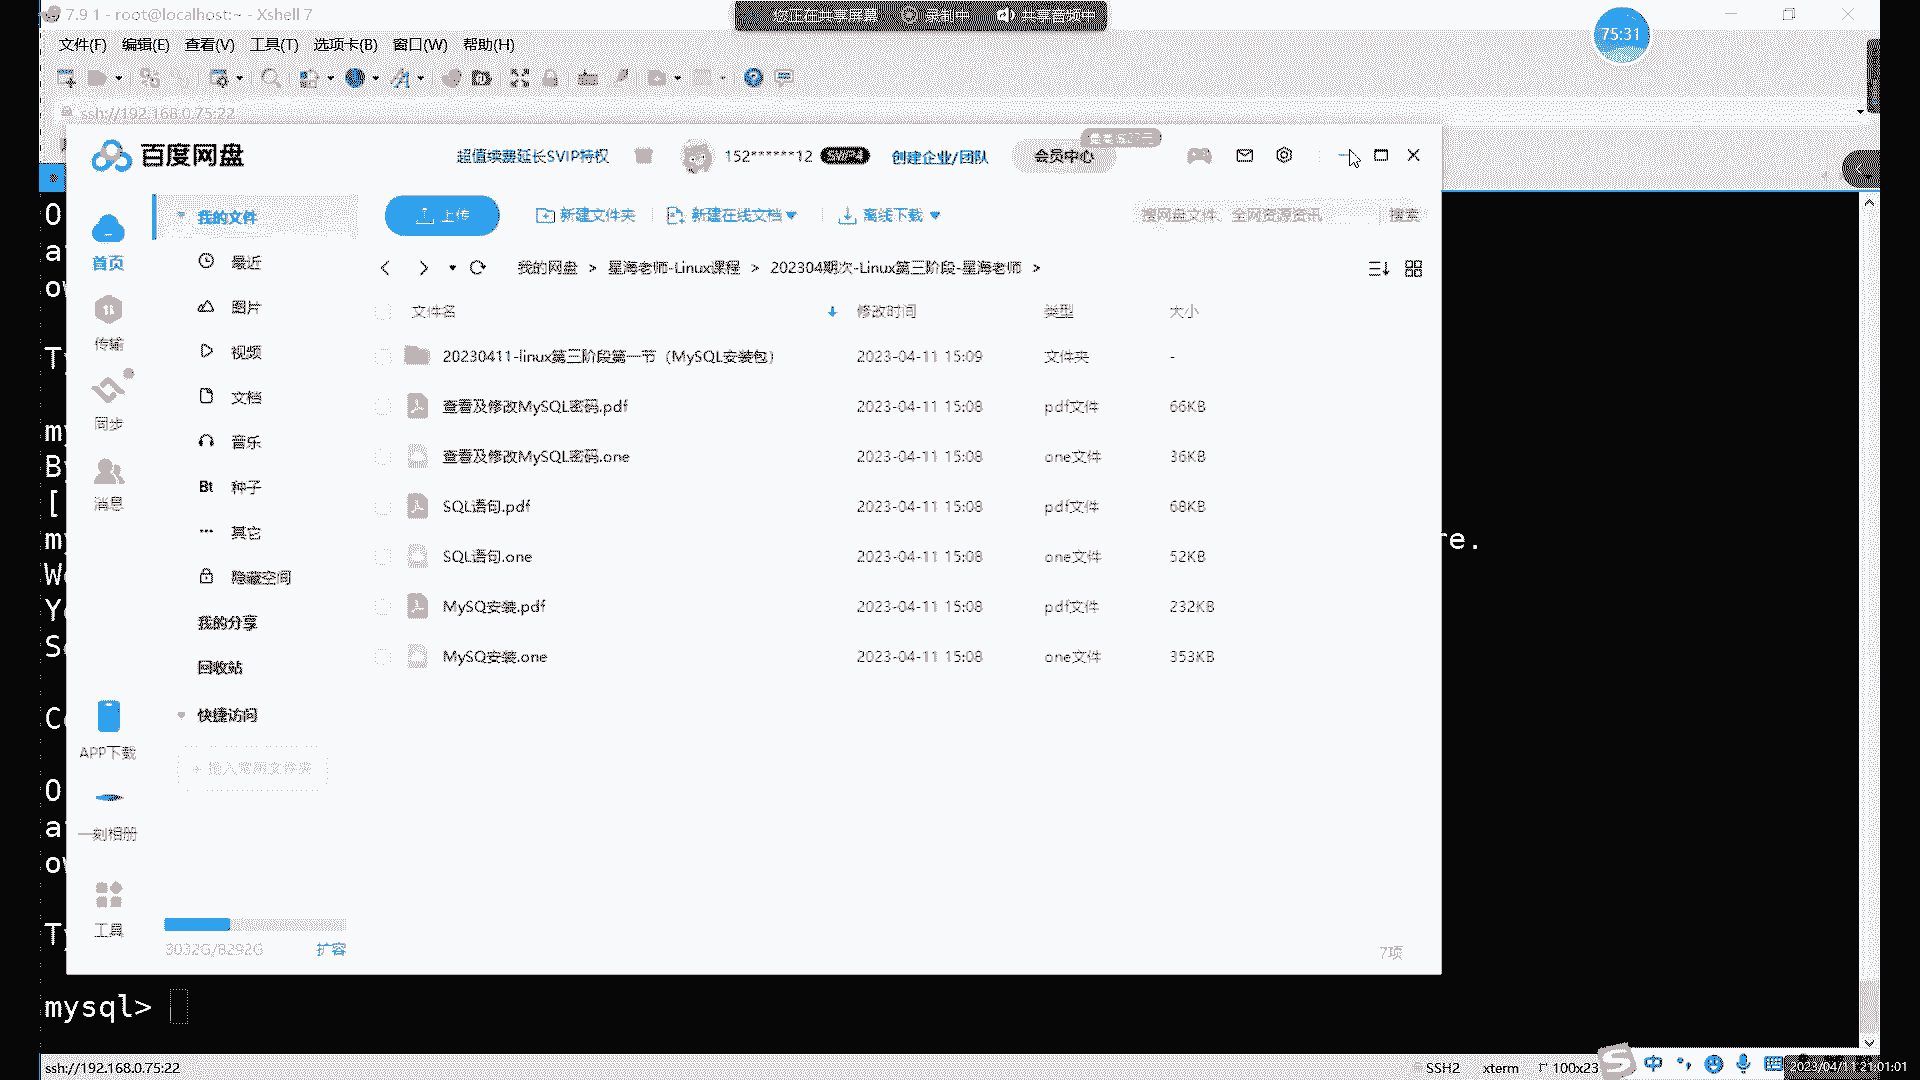 7.9 1 - root@localhost:~ - Xshell 7
您正在共享屏幕 录制中 共享音频中
75:31
文件(F) 编辑(E) 查看(V) 工具(T) 选项卡(B) 窗口(W) 帮助(H)
ssh://192.168.0.75:22
百度网盘 超值续费延长SVIP特权 152******12 SVIP4 创建企业/团队 会员中心
我的文件 上传 新建文件夹 新建在线文档 离线下载 搜网盘文件、全网资源资讯 搜索
首页 最近 我的网盘 > 星海老师-Linux课程 > 202304期次-Linux第三阶段-星海老师 >
图片 文件名 修改时间 类型 大小
传输 视频 20230411-linux第三阶段第一节（MySQL安装包） 2023-04-11 15:09 文件夹 -
文档 查看及修改MySQL密码.pdf 2023-04-11 15:08 pdf文件 66KB
同步 音乐 查看及修改MySQL密码.one 2023-04-11 15:08 one文件 36KB
消息 Bt 种子 SQL语句.pdf 2023-04-11 15:08 pdf文件 68KB
其它 SQL语句.one 2023-04-11 15:08 one文件 52KB
re.
隐藏空间
我的分享 MySQ安装.pdf 2023-04-11 15:08 pdf文件 232KB
回收站 MySQ安装.one 2023-04-11 15:08 one文件 353KB
快捷访问
APP下载
一刻相册
工具
3032G/8292G 扩容 7项
mysql>
ssh://192.168.0.75:22 SSH2 xterm 100x23 中 2023/04/11 21:01:01